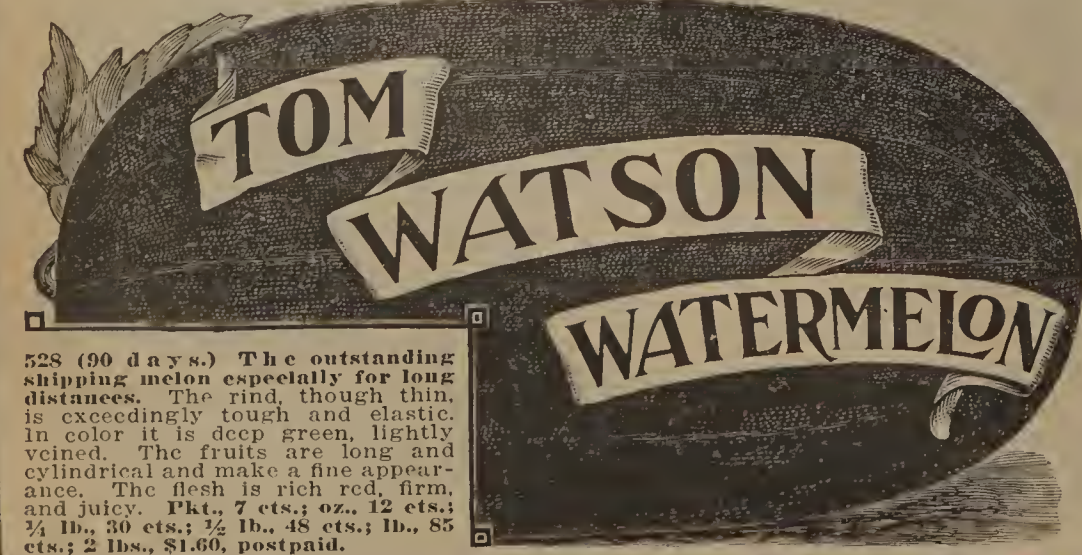 TOM
WATSON
WATERMELON
528 (90 days.) The outstanding
shipping melon especially for long
distances. The rind, though thin,
is exceedingly tough and elastic.
In color it is deep green, lightly
veined. The fruits are long and
cylindrical and make a fine appear-
ance. The flesh is rich red, firm,
and juicy. Pkt., 7 cts.; oz., 12 cts.;
¼ lb., 30 cts.; ½ lb., 48 cts.; lb., 85
cts.; 2 lbs., $1.60, postpaid.